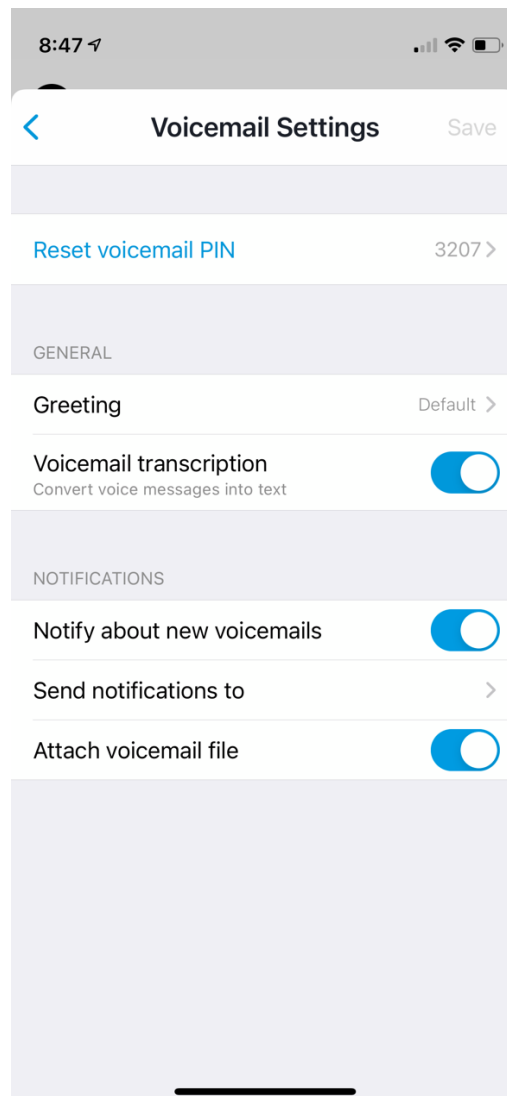 8:47
Voicemail Settings Save
Reset voicemail PIN 3207
GENERAL
Greeting Default
Voicemail transcription
Convert voice messages into text
NOTIFICATIONS
Notify about new voicemails
Send notifications to
Attach voicemail file